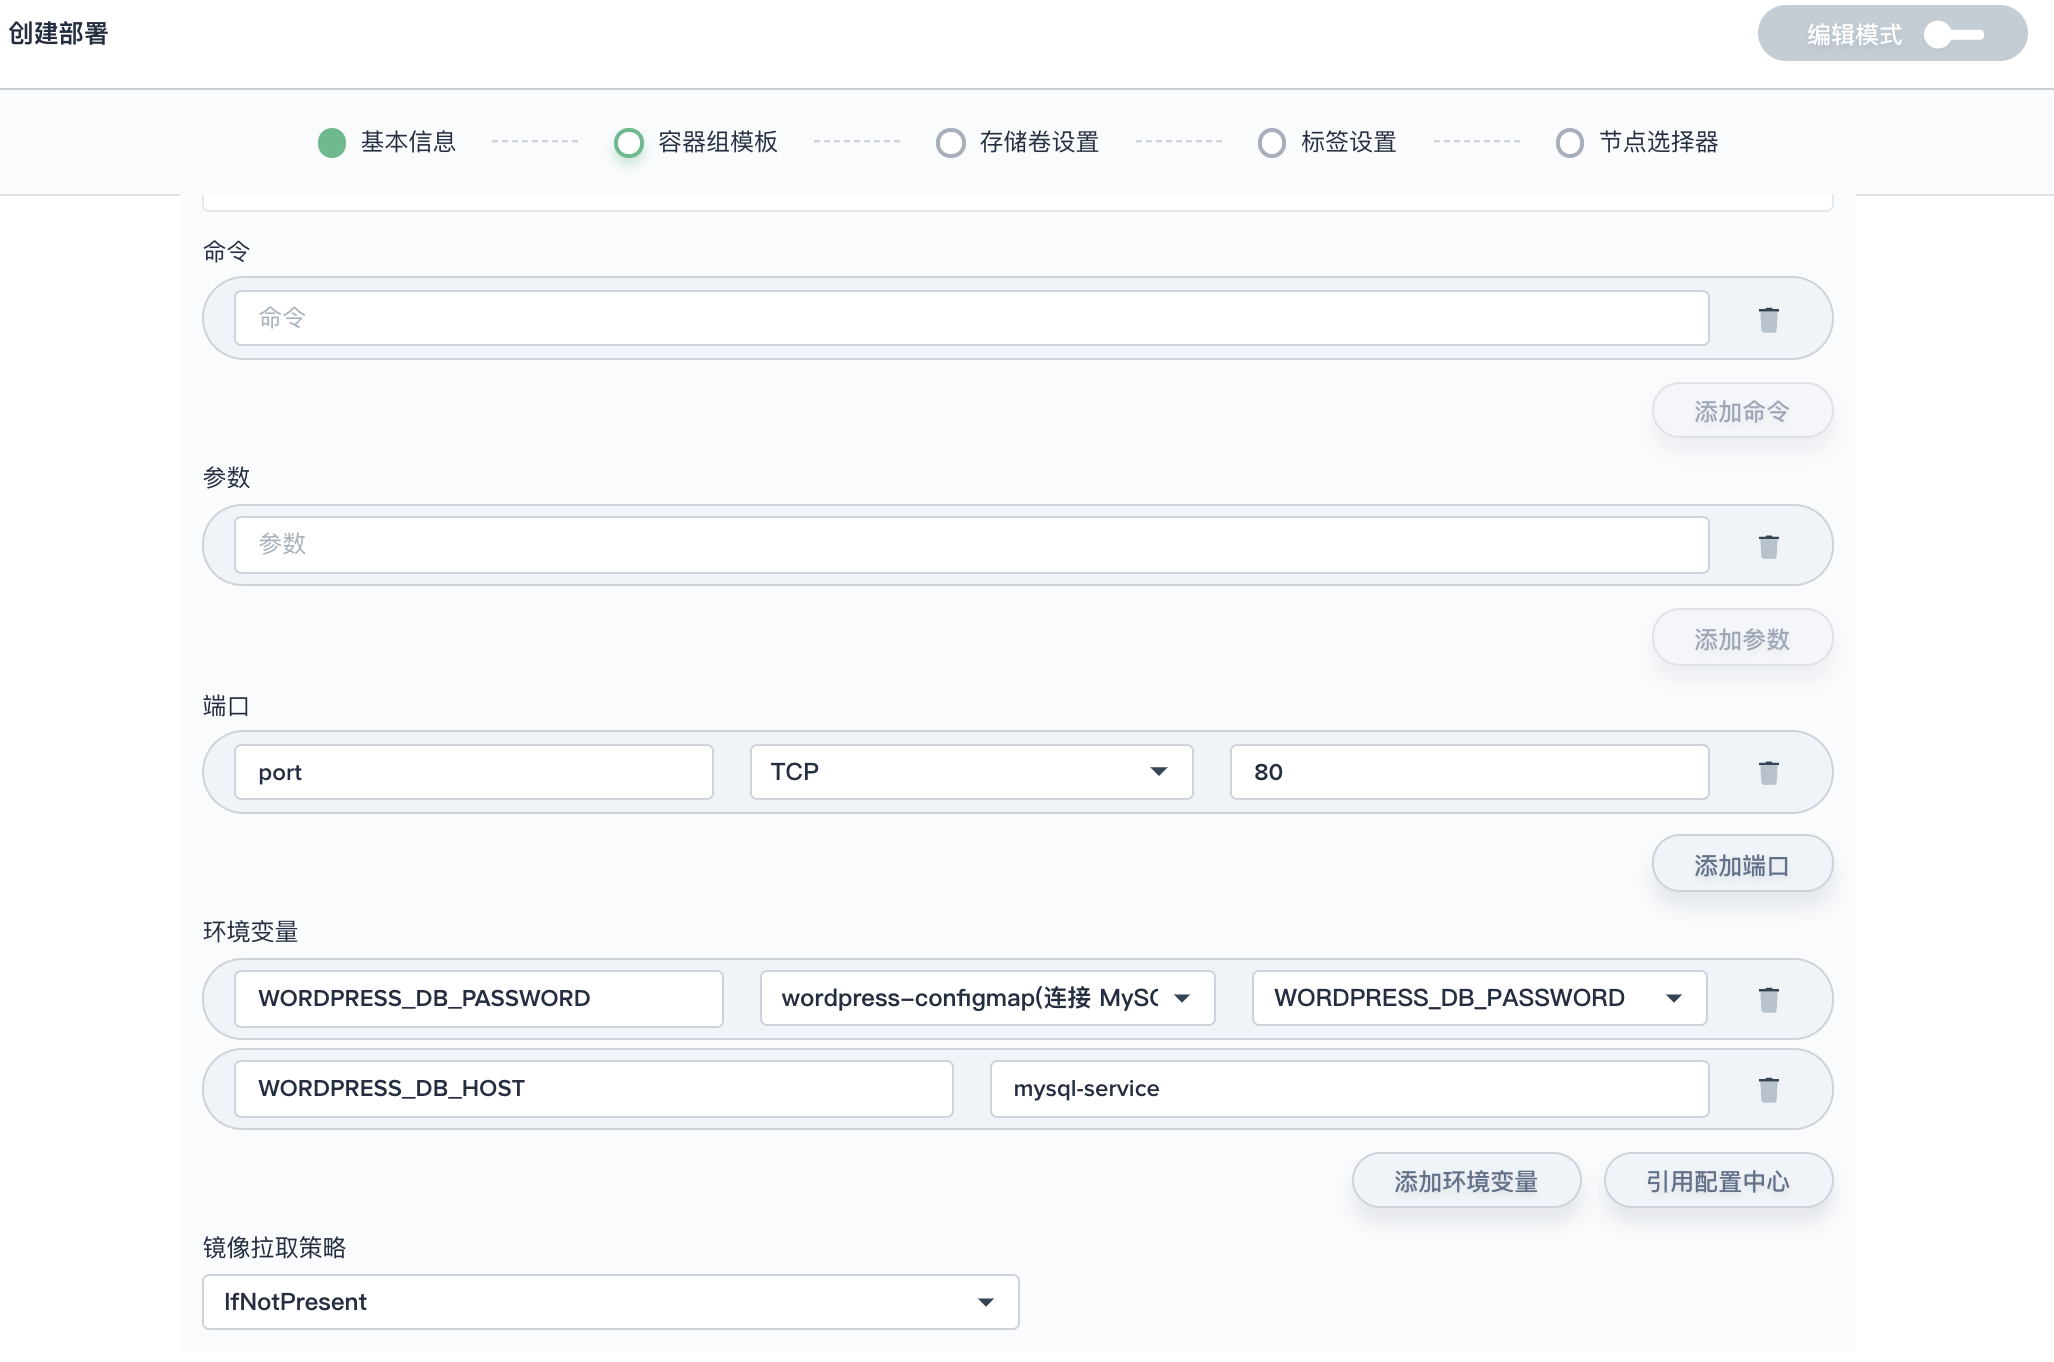 创建部署
编辑模式
基本信息
容器组模板
存储卷设置
标签设置
节点选择器
命令
命令
添加命令
参数
参数
添加参数
端口
port
TCP
80
添加端口
环境变量
WORDPRESS_DB_PASSWORD
wordpress-configmap(连接 MySQ
WORDPRESS_DB_PASSWORD
WORDPRESS_DB_HOST
mysql-service
添加环境变量
引用配置中心
镜像拉取策略
IfNotPresent